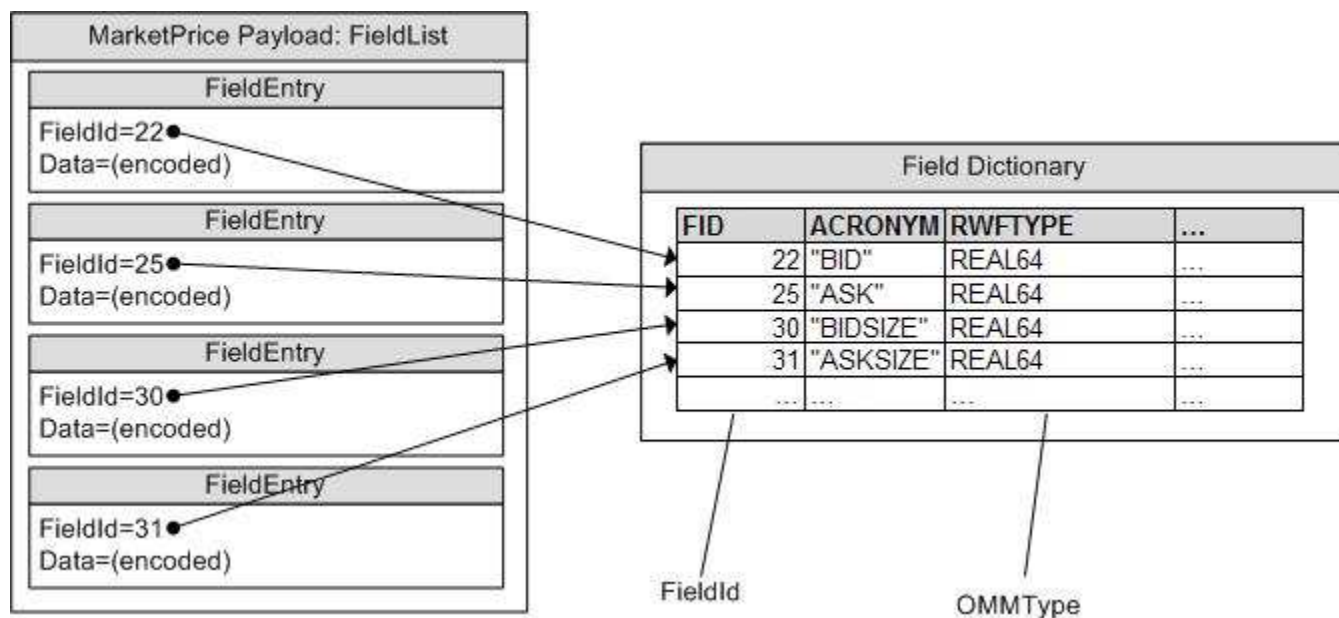 MarketPrice Payload: FieldList
FieldEntry
FieldId=22
Data=(encoded)
FieldEntry
FieldId=25
Data=(encoded)
FieldEntry
FieldId=30
Data=(encoded)
FieldEntry
FieldId=31
Data=(encoded)
Field Dictionary
FID ACRONYM RWFTYPE ...
22 "BID" REAL64 ...
25 "ASK" REAL64 ...
30 "BIDSIZE" REAL64 ...
31 "ASKSIZE" REAL64 ...
... ... ... ...
FieldId
OMMType